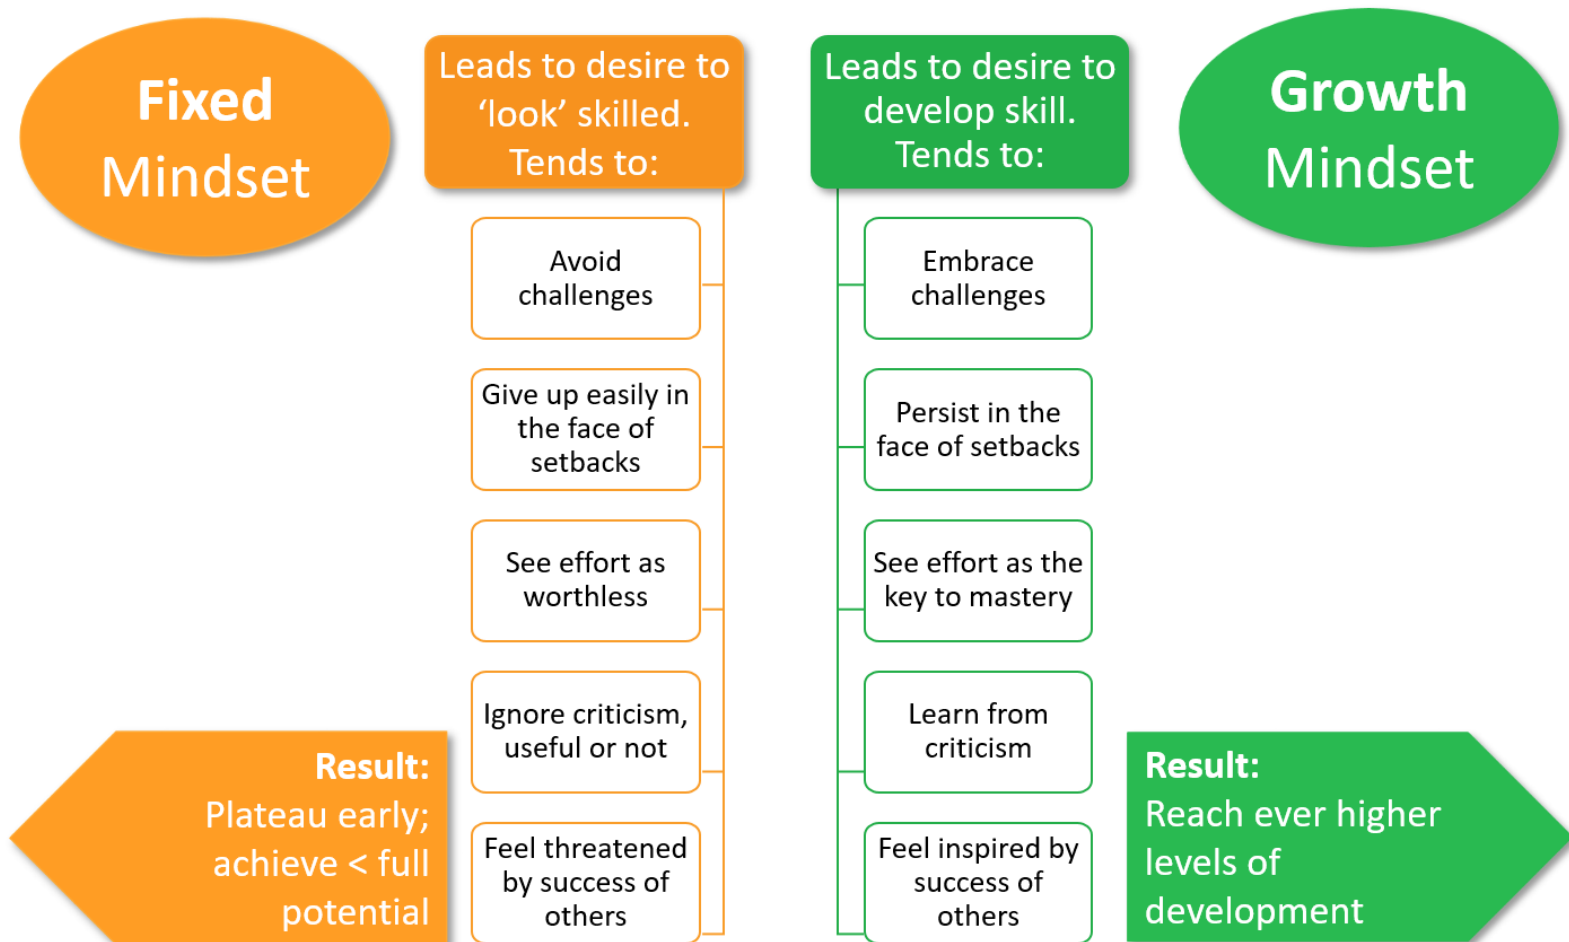 Fixed
Mindset
Leads to desire to
‘look’ skilled.
Tends to:
Avoid
challenges
Give up easily in
the face of
setbacks
See effort as
worthless
Ignore criticism,
useful or not
Feel threatened
by success of
others
Result:
Plateau early;
achieve < full
potential
Leads to desire to
develop skill.
Tends to:
Growth
Mindset
Embrace
challenges
Persist in the
face of setbacks
See effort as the
key to mastery
Learn from
criticism
Feel inspired by
success of
others
Result:
Reach ever higher
levels of
development